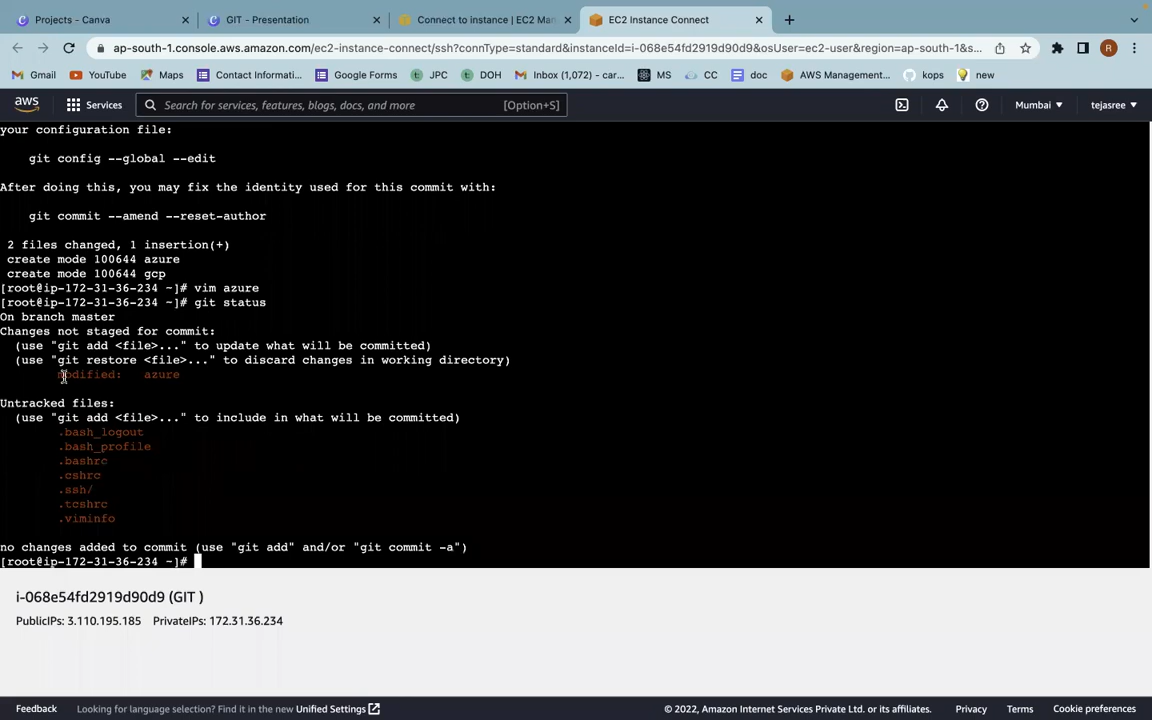 Projects - Canva
GIT - Presentation
Connect to instance | EC2 Man
EC2 Instance Connect
ap-south-1.console.aws.amazon.com/ec2-instance-connect/ssh?connType=standard&instanceId=i-068e54fd2919d90d9&osUser=ec2-user&region=ap-south-1&s...
R
Gmail YouTube Maps Contact Informati... Google Forms JPC DOH Inbox (1,072) - car... MS CC doc AWS Management... kops new
aws Services Search for services, features, blogs, docs, and more [Option+S] Mumbai tejasree
your configuration file:
git config --global --edit
After doing this, you may fix the identity used for this commit with:
git commit --amend --reset-author
2 files changed, 1 insertion(+)
create mode 100644 azure
create mode 100644 gcp
[root@ip-172-31-36-234 ~]# vim azure
[root@ip-172-31-36-234 ~]# git status
On branch master
Changes not staged for commit:
(use "git add <file>..." to update what will be committed)
(use "git restore <file>..." to discard changes in working directory)
modified: azure
Untracked files:
(use "git add <file>..." to include in what will be committed)
.bash_logout
.bash_profile
.bashrc
.cshrc
.ssh/
.tcshrc
.viminfo
no changes added to commit (use "git add" and/or "git commit -a")
[root@ip-172-31-36-234 ~]#
i-068e54fd2919d90d9 (GIT )
PublicIPs: 3.110.195.185 PrivateIPs: 172.31.36.234
Feedback Looking for language selection? Find it in the new Unified Settings © 2022, Amazon Internet Services Private Ltd. or its affiliates. Privacy Terms Cookie preferences